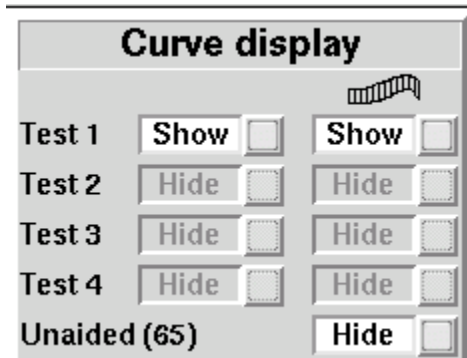 Curve display
Test 1 Show Show
Test 2 Hide Hide
Test 3 Hide Hide
Test 4 Hide Hide
Unaided (65) Hide